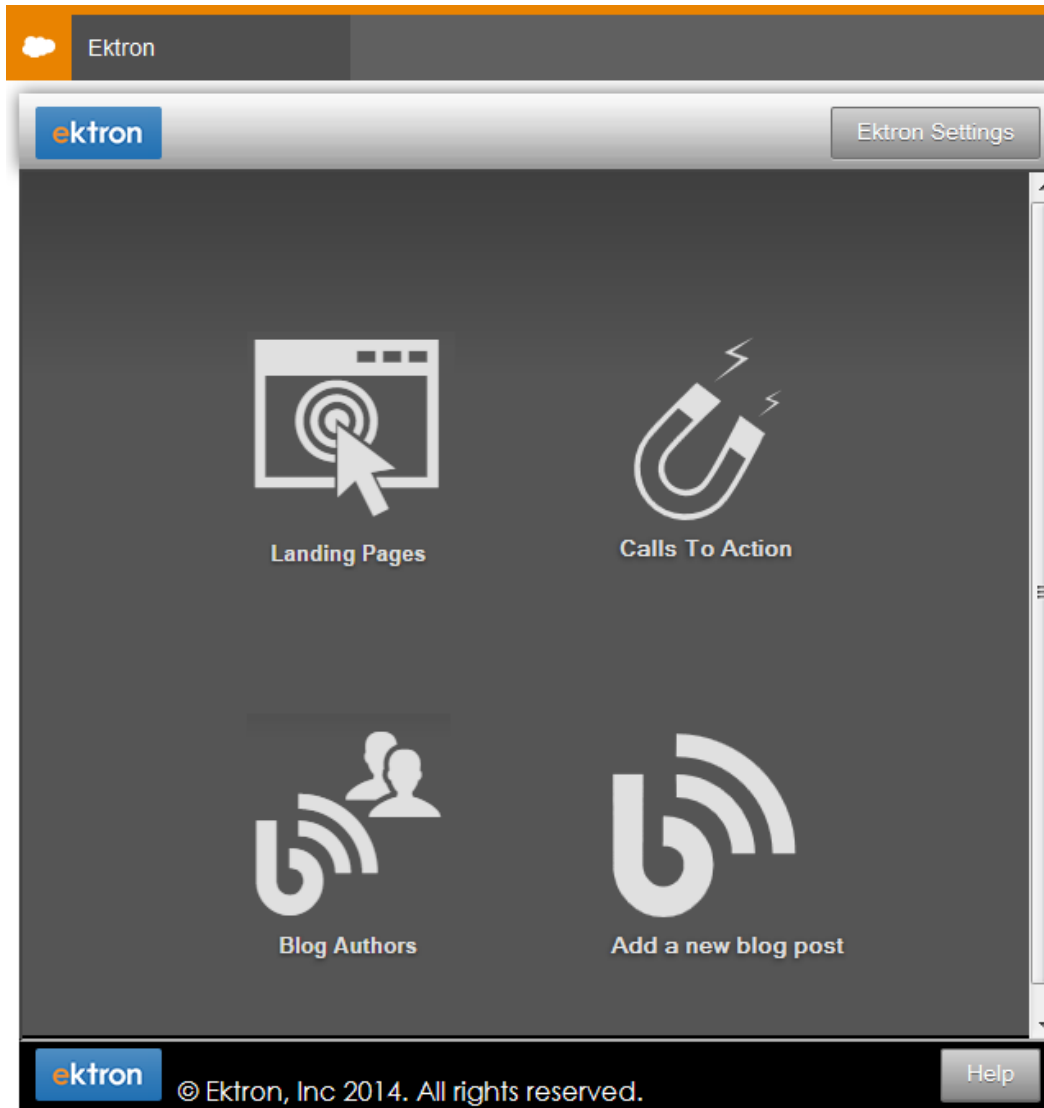 Ektron
ektron
Ektron Settings
Landing Pages
Calls To Action
Blog Authors
Add a new blog post
ektron
© Ektron, Inc 2014. All rights reserved.
Help